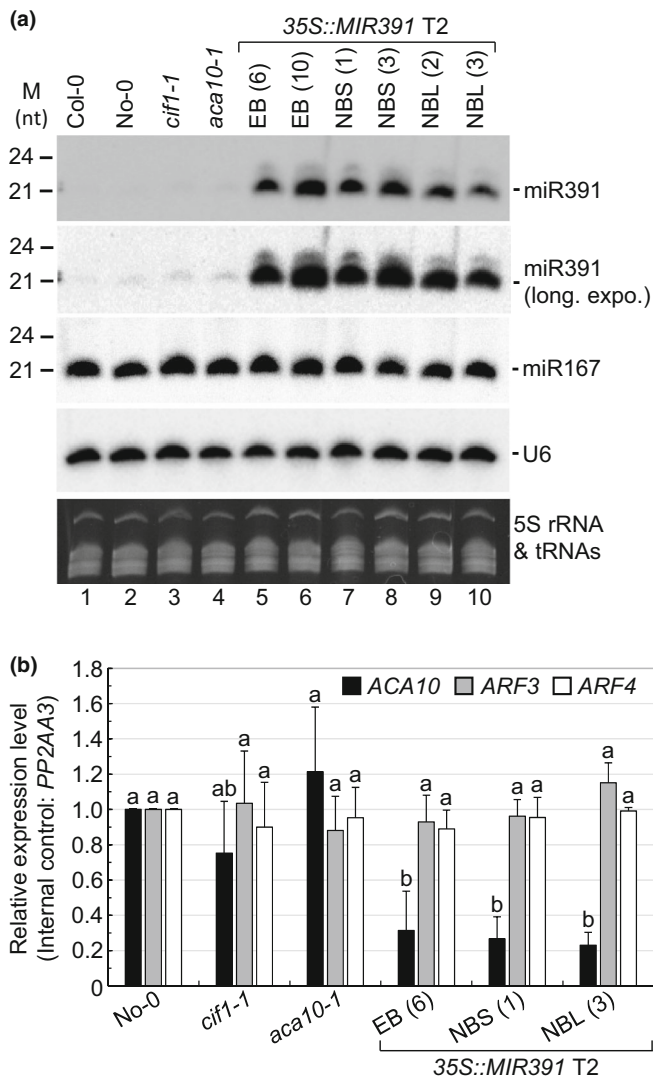 (a)
35S::MIR391 T2
M
(nt)
Col-0
No-0
cif1-1
aca10-1
EB (6)
EB (10)
NBS (1)
NBS (3)
NBL (2)
NBL (3)
24
21
miR391
24
21
miR391
(long. expo.)
24
21
miR167
U6
5S rRNA
& tRNAs
1 2 3 4 5 6 7 8 9 10
(b)
Relative expression level
(Internal control: PP2AA3)
1.8
1.6
1.4
1.2
1.0
0.8
0.6
0.4
0.2
0
ACA10 ARF3 ARF4
a a a
ab a a
a a a
b a a
b a a
b a a
No-0
cif1-1
aca10-1
EB (6)
NBS (1)
NBL (3)
35S::MIR391 T2